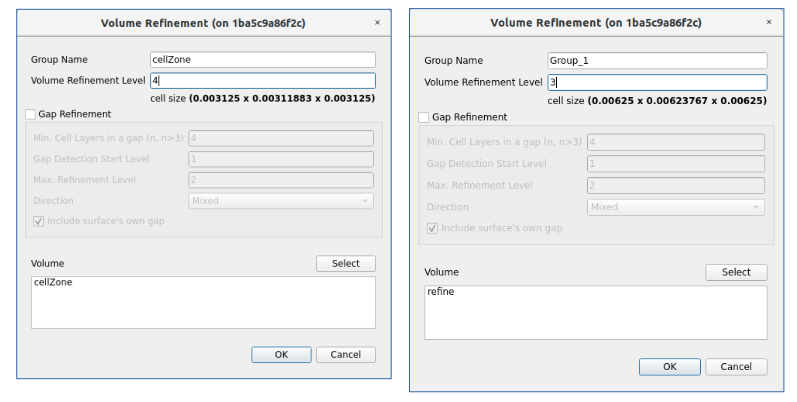 Volume Refinement (on 1ba5c9a86f2c) ×
Group Name cellZone
Volume Refinement Level 4
cell size (0.003125 x 0.00311883 x 0.003125)
Gap Refinement
Min. Cell Layers in a gap (n, n>3) 4
Gap Detection Start Level 1
Max. Refinement Level 2
Direction Mixed
Include surface's own gap
Volume Select
cellZone
OK Cancel
Volume Refinement (on 1ba5c9a86f2c) ×
Group Name Group_1
Volume Refinement Level 3
cell size (0.00625 x 0.00623767 x 0.00625)
Gap Refinement
Min. Cell Layers in a gap (n, n>3) 4
Gap Detection Start Level 1
Max. Refinement Level 2
Direction Mixed
Include surface's own gap
Volume Select
refine
OK Cancel